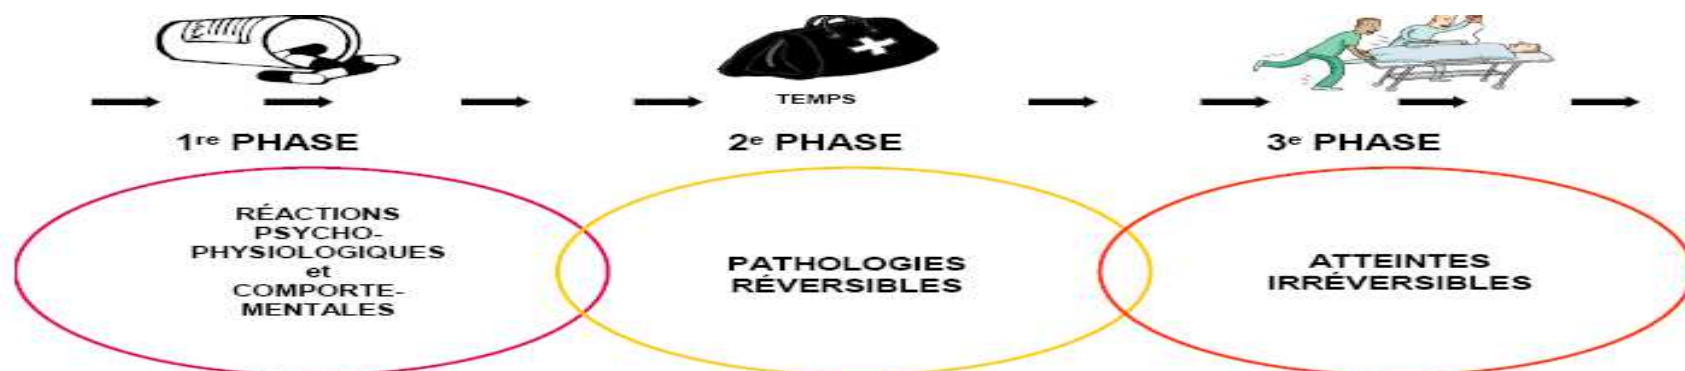 TEMPS
1re PHASE
2e PHASE
3e PHASE
RÉACTIONS
PSYCHO-
PHYSIOLOGIQUES
et
COMPORTE-
MENTALES
PATHOLOGIES
RÉVERSIBLES
ATTEINTES
IRRÉVERSIBLES